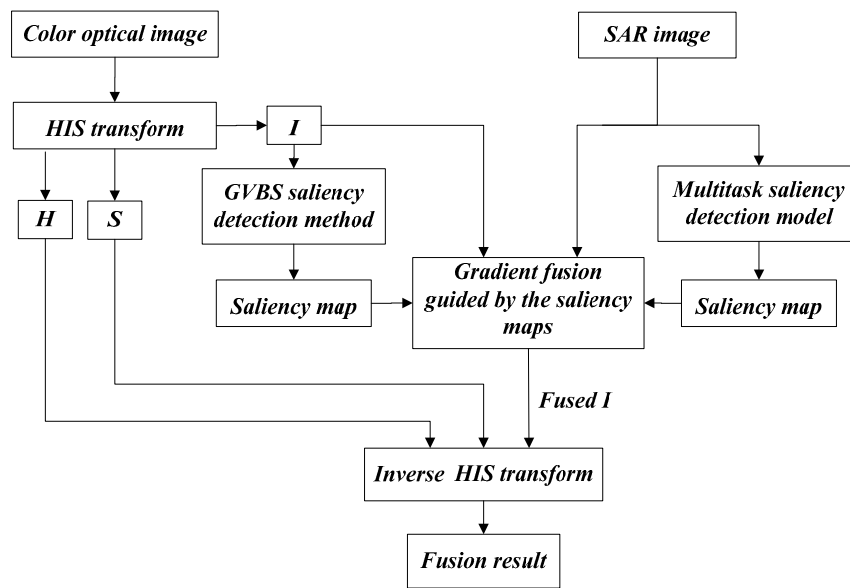 Color optical image
SAR image
HIS transform
I
GVBS saliency
detection method
Multitask saliency
detection model
H
S
Gradient fusion
guided by the saliency
maps
Saliency map
Saliency map
Fused I
Inverse HIS transform
Fusion result